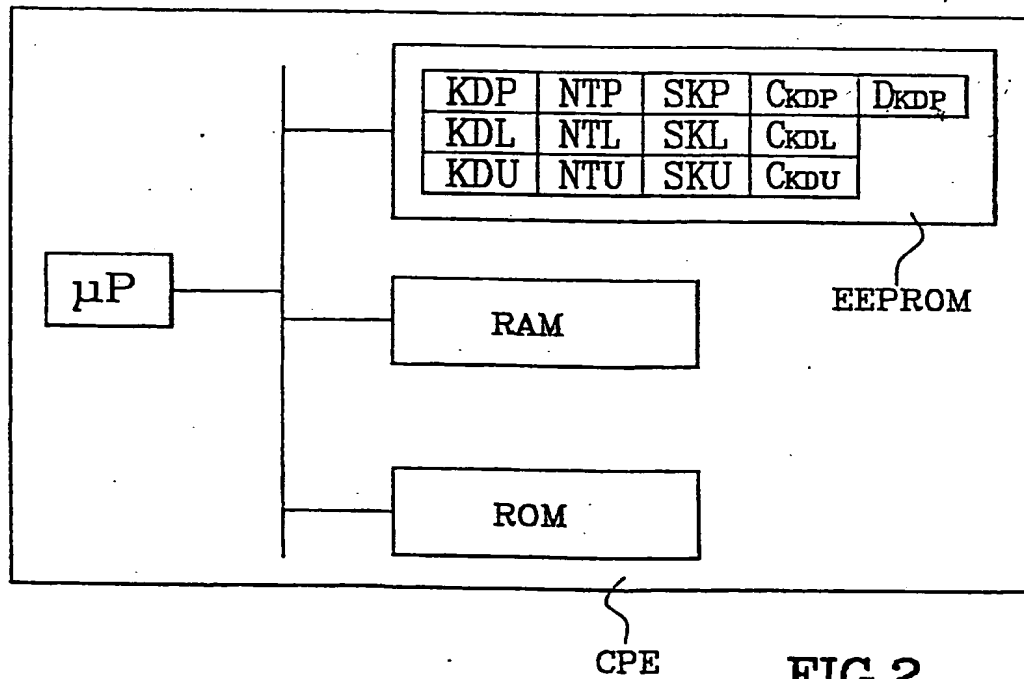 KDP NTP SKP CKDP DKDP
KDL NTL SKL CKDL
KDU NTU SKU CKDU
EEPROM
µP
RAM
ROM
CPE
FIG.2